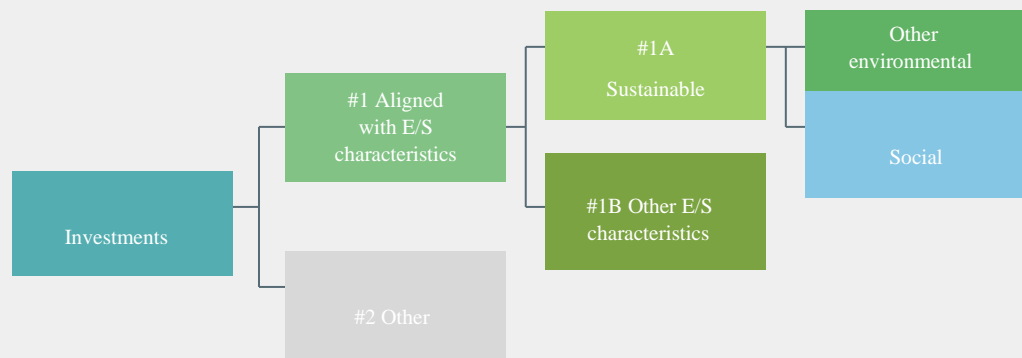 Investments
#1 Aligned
with E/S
characteristics
#2 Other
#1A
Sustainable
#1B Other E/S
characteristics
Other
environmental
Social